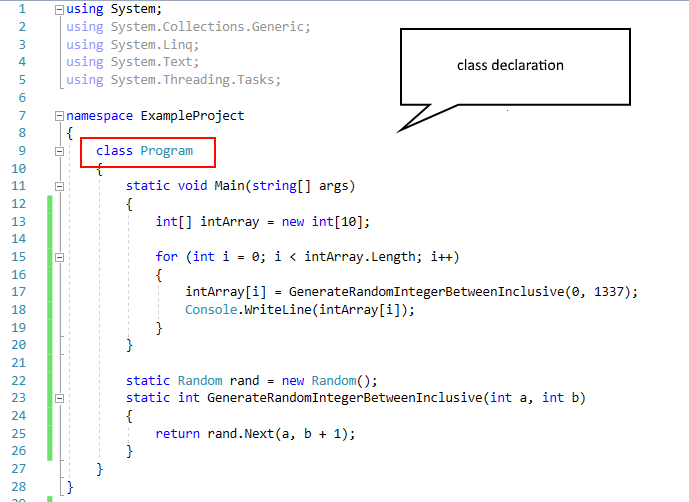 1 using System;
2 using System.Collections.Generic;
3 using System.Linq;
4 using System.Text;
5 using System.Threading.Tasks;
6
7 namespace ExampleProject
8 {
9 class Program
10 {
11 static void Main(string[] args)
12 {
13 int[] intArray = new int[10];
14
15 for (int i = 0; i < intArray.Length; i++)
16 {
17 intArray[i] = GenerateRandomIntegerBetweenInclusive(0, 1337);
18 Console.WriteLine(intArray[i]);
19 }
20 }
21
22 static Random rand = new Random();
23 static int GenerateRandomIntegerBetweenInclusive(int a, int b)
24 {
25 return rand.Next(a, b + 1);
26 }
27 }
28 }
class declaration